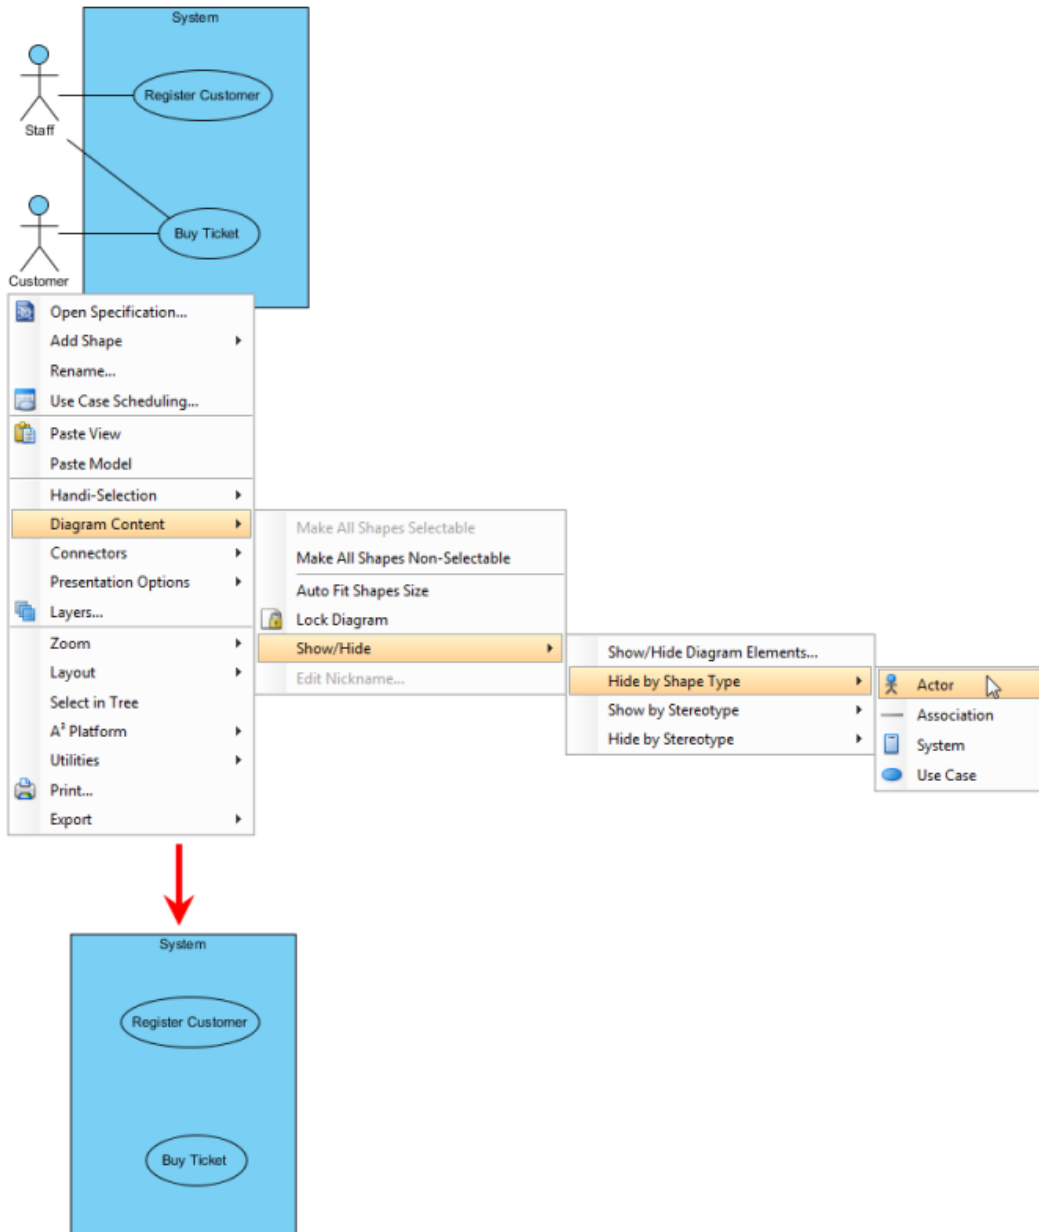 System
Register Customer
Staff
Buy Ticket
Customer
Open Specification...
Add Shape
Rename...
Use Case Scheduling...
Paste View
Paste Model
Handi-Selection
Diagram Content
Connectors
Presentation Options
Layers...
Zoom
Layout
Select in Tree
A² Platform
Utilities
Print...
Export
Make All Shapes Selectable
Make All Shapes Non-Selectable
Auto Fit Shapes Size
Lock Diagram
Show/Hide
Edit Nickname...
Show/Hide Diagram Elements...
Hide by Shape Type
Show by Stereotype
Hide by Stereotype
Actor
Association
System
Use Case
System
Register Customer
Buy Ticket